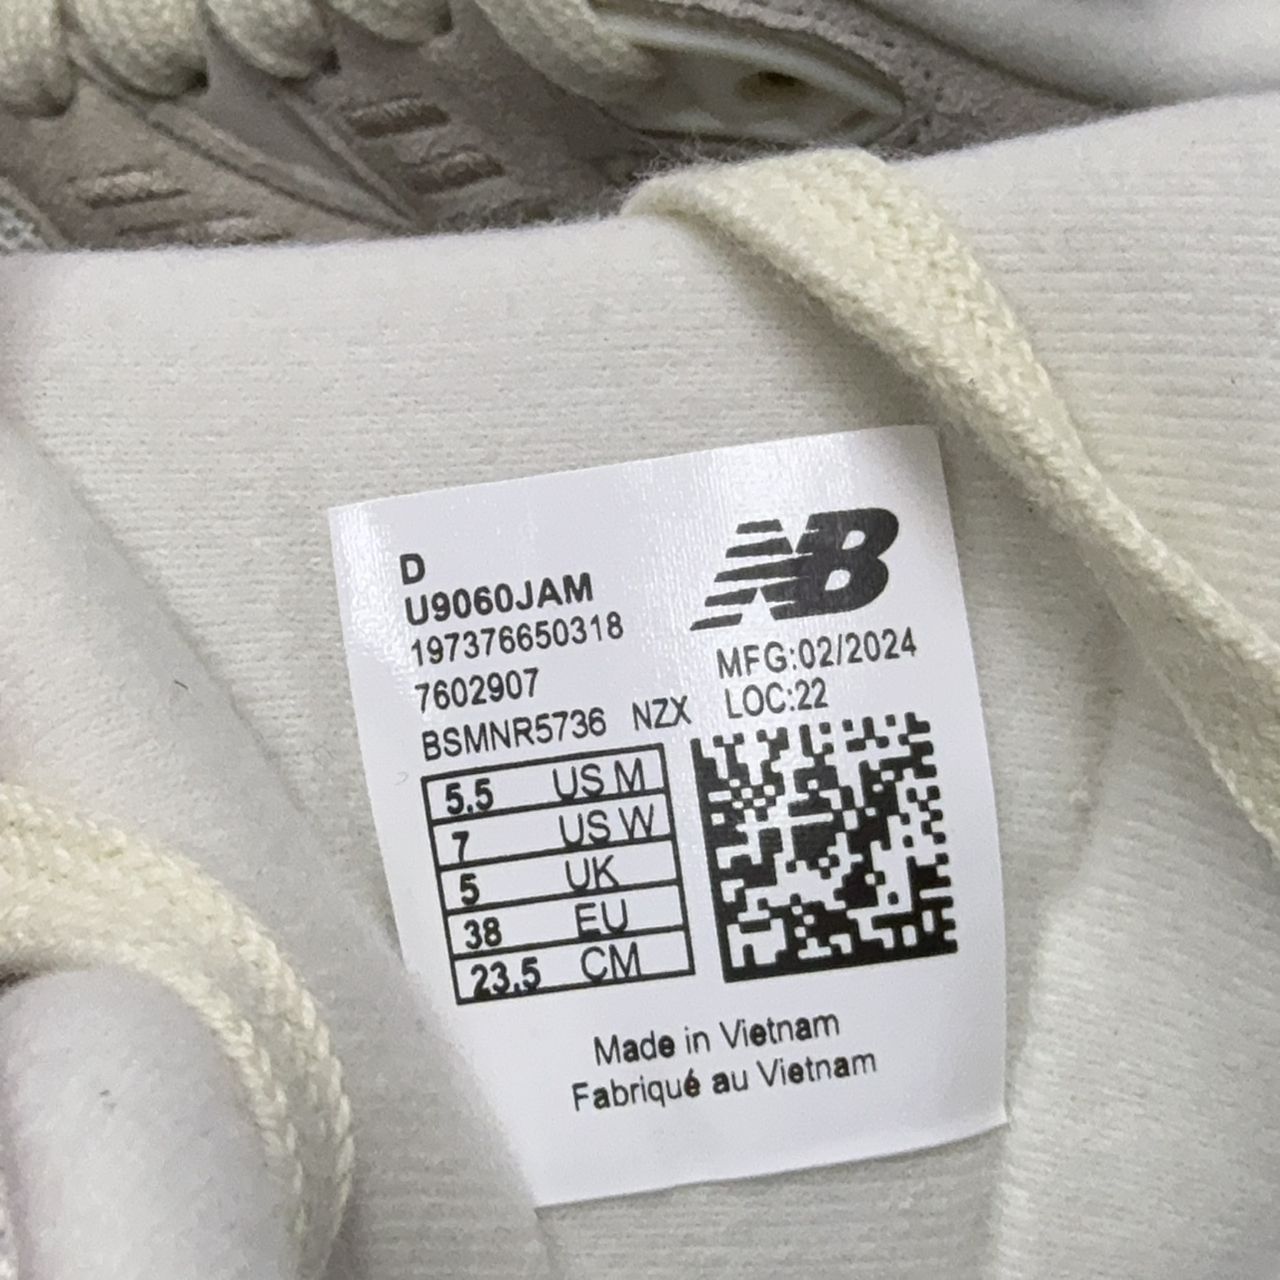 D
U9060JAM
197376650318
7602907
BSMNR5736 NZX
NB
MFG:02/2024
LOC:22
5.5 US M
7 US W
5 UK
38 EU
23.5 CM
Made in Vietnam
Fabriqué au Vietnam